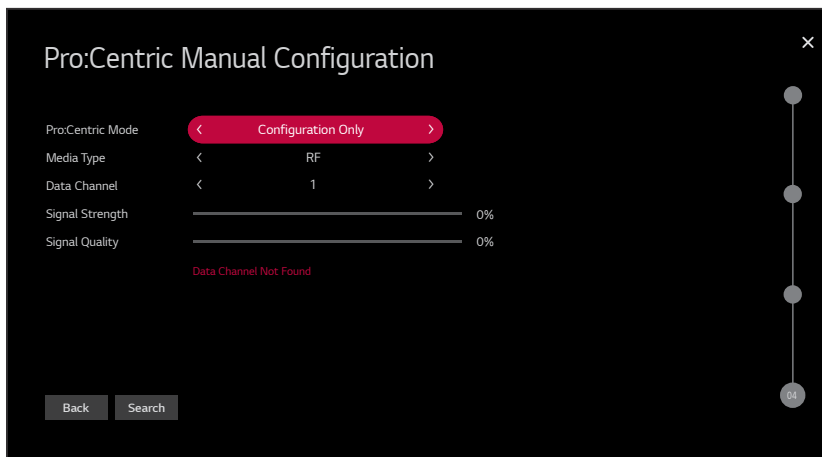 Pro:Centric Manual Configuration
Pro:Centric Mode Configuration Only
Media Type RF
Data Channel 1
Signal Strength 0%
Signal Quality 0%
Data Channel Not Found
Back Search
04